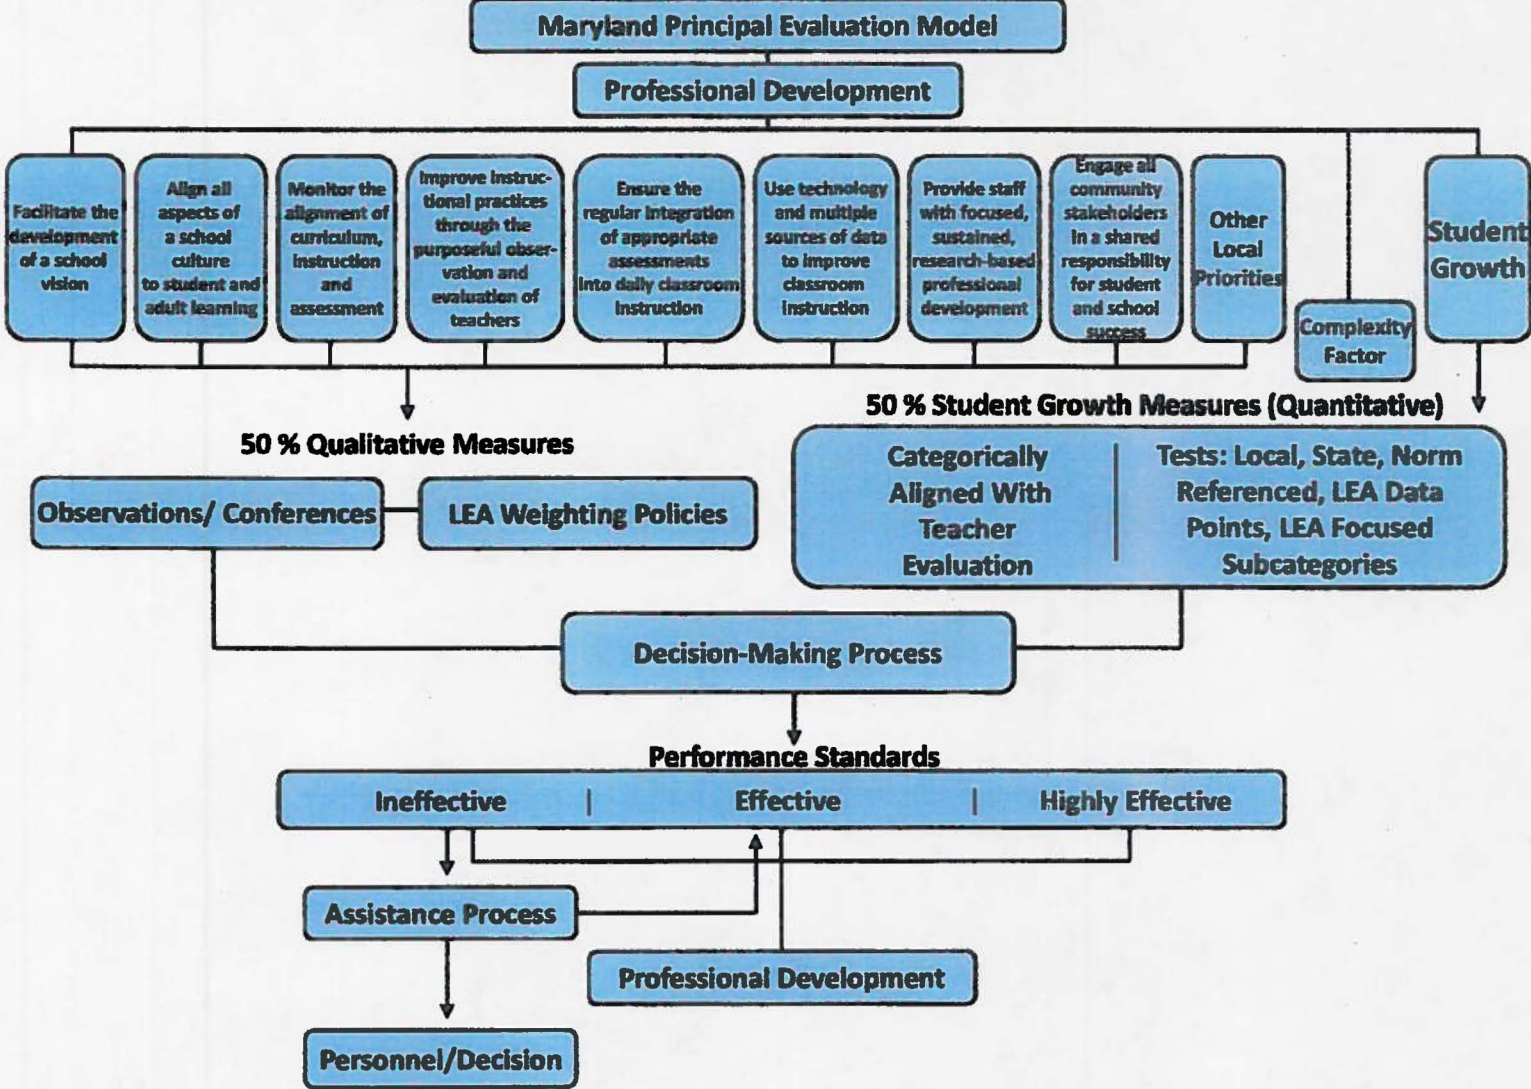 Maryland Principal Evaluation Model
Professional Development
Facilitate the
development
of a school
vision
Align all
aspects of
a school
culture
to student and
adult learning
Monitor the
alignment of
curriculum,
instruction
and
assessment
Improve instruc-
tional practices
through the
purposeful obser-
vation and
evaluation of
teachers
Ensure the
regular integration
of appropriate
assessments
into daily classroom
instruction
Use technology
and multiple
sources of data
to improve
classroom
instruction
Provide staff
with focused,
sustained,
research-based
professional
development
Engage all
community
stakeholders
in a shared
responsibility
for student
and school
success
Other
Local
Priorities
Complexity
Factor
Student
Growth
50 % Qualitative Measures
Observations/ Conferences
LEA Weighting Policies
50 % Student Growth Measures (Quantitative)
Categorically
Aligned With
Teacher
Evaluation
Tests: Local, State, Norm
Referenced, LEA Data
Points, LEA Focused
Subcategories
Decision-Making Process
Performance Standards
Ineffective | Effective | Highly Effective
Assistance Process
Professional Development
Personnel/Decision